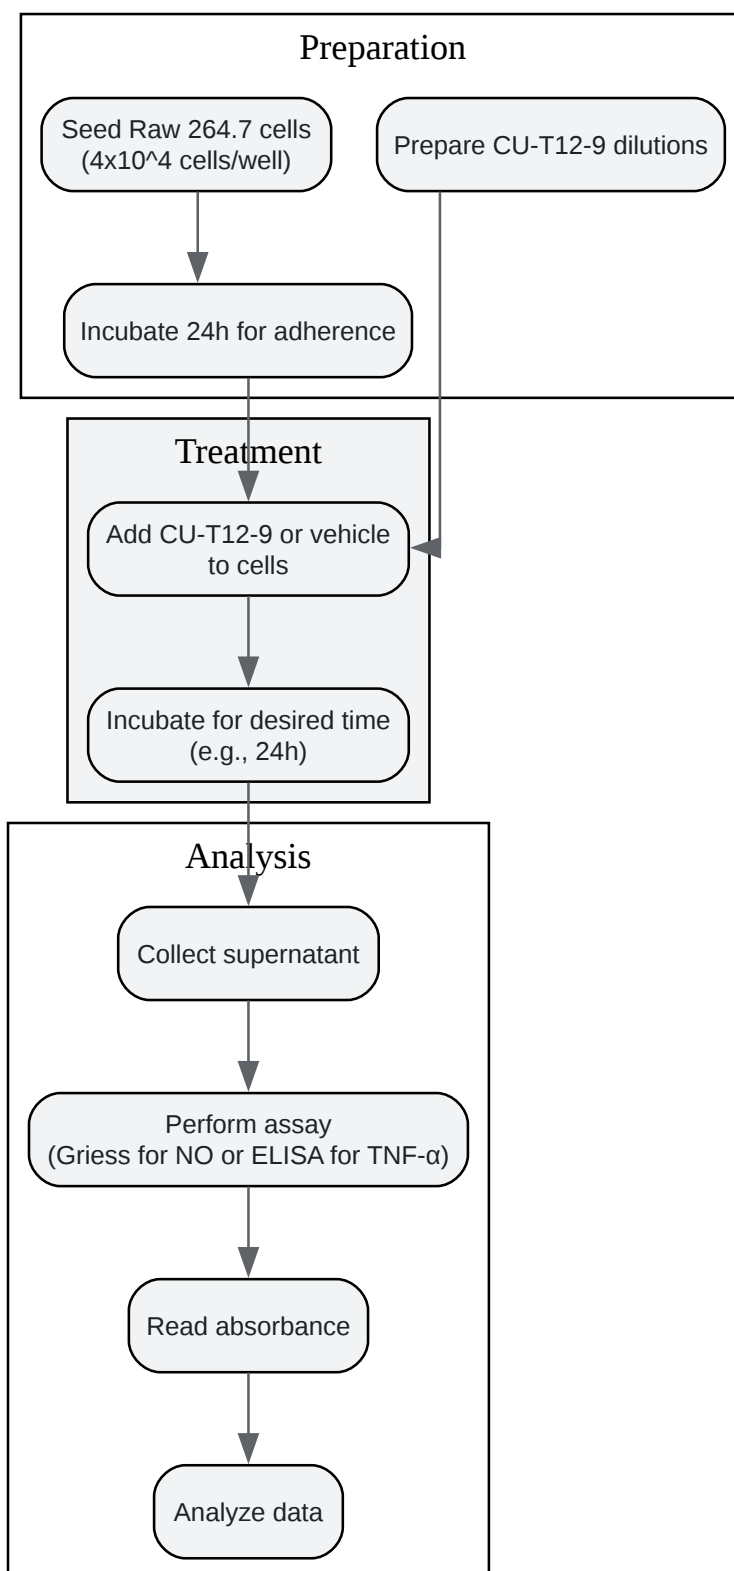 Preparation
Seed Raw 264.7 cells
(4x10^4 cells/well)
Prepare CU-T12-9 dilutions
Incubate 24h for adherence
Treatment
Add CU-T12-9 or vehicle
to cells
Incubate for desired time
(e.g., 24h)
Analysis
Collect supernatant
Perform assay
(Griess for NO or ELISA for TNF-α)
Read absorbance
Analyze data